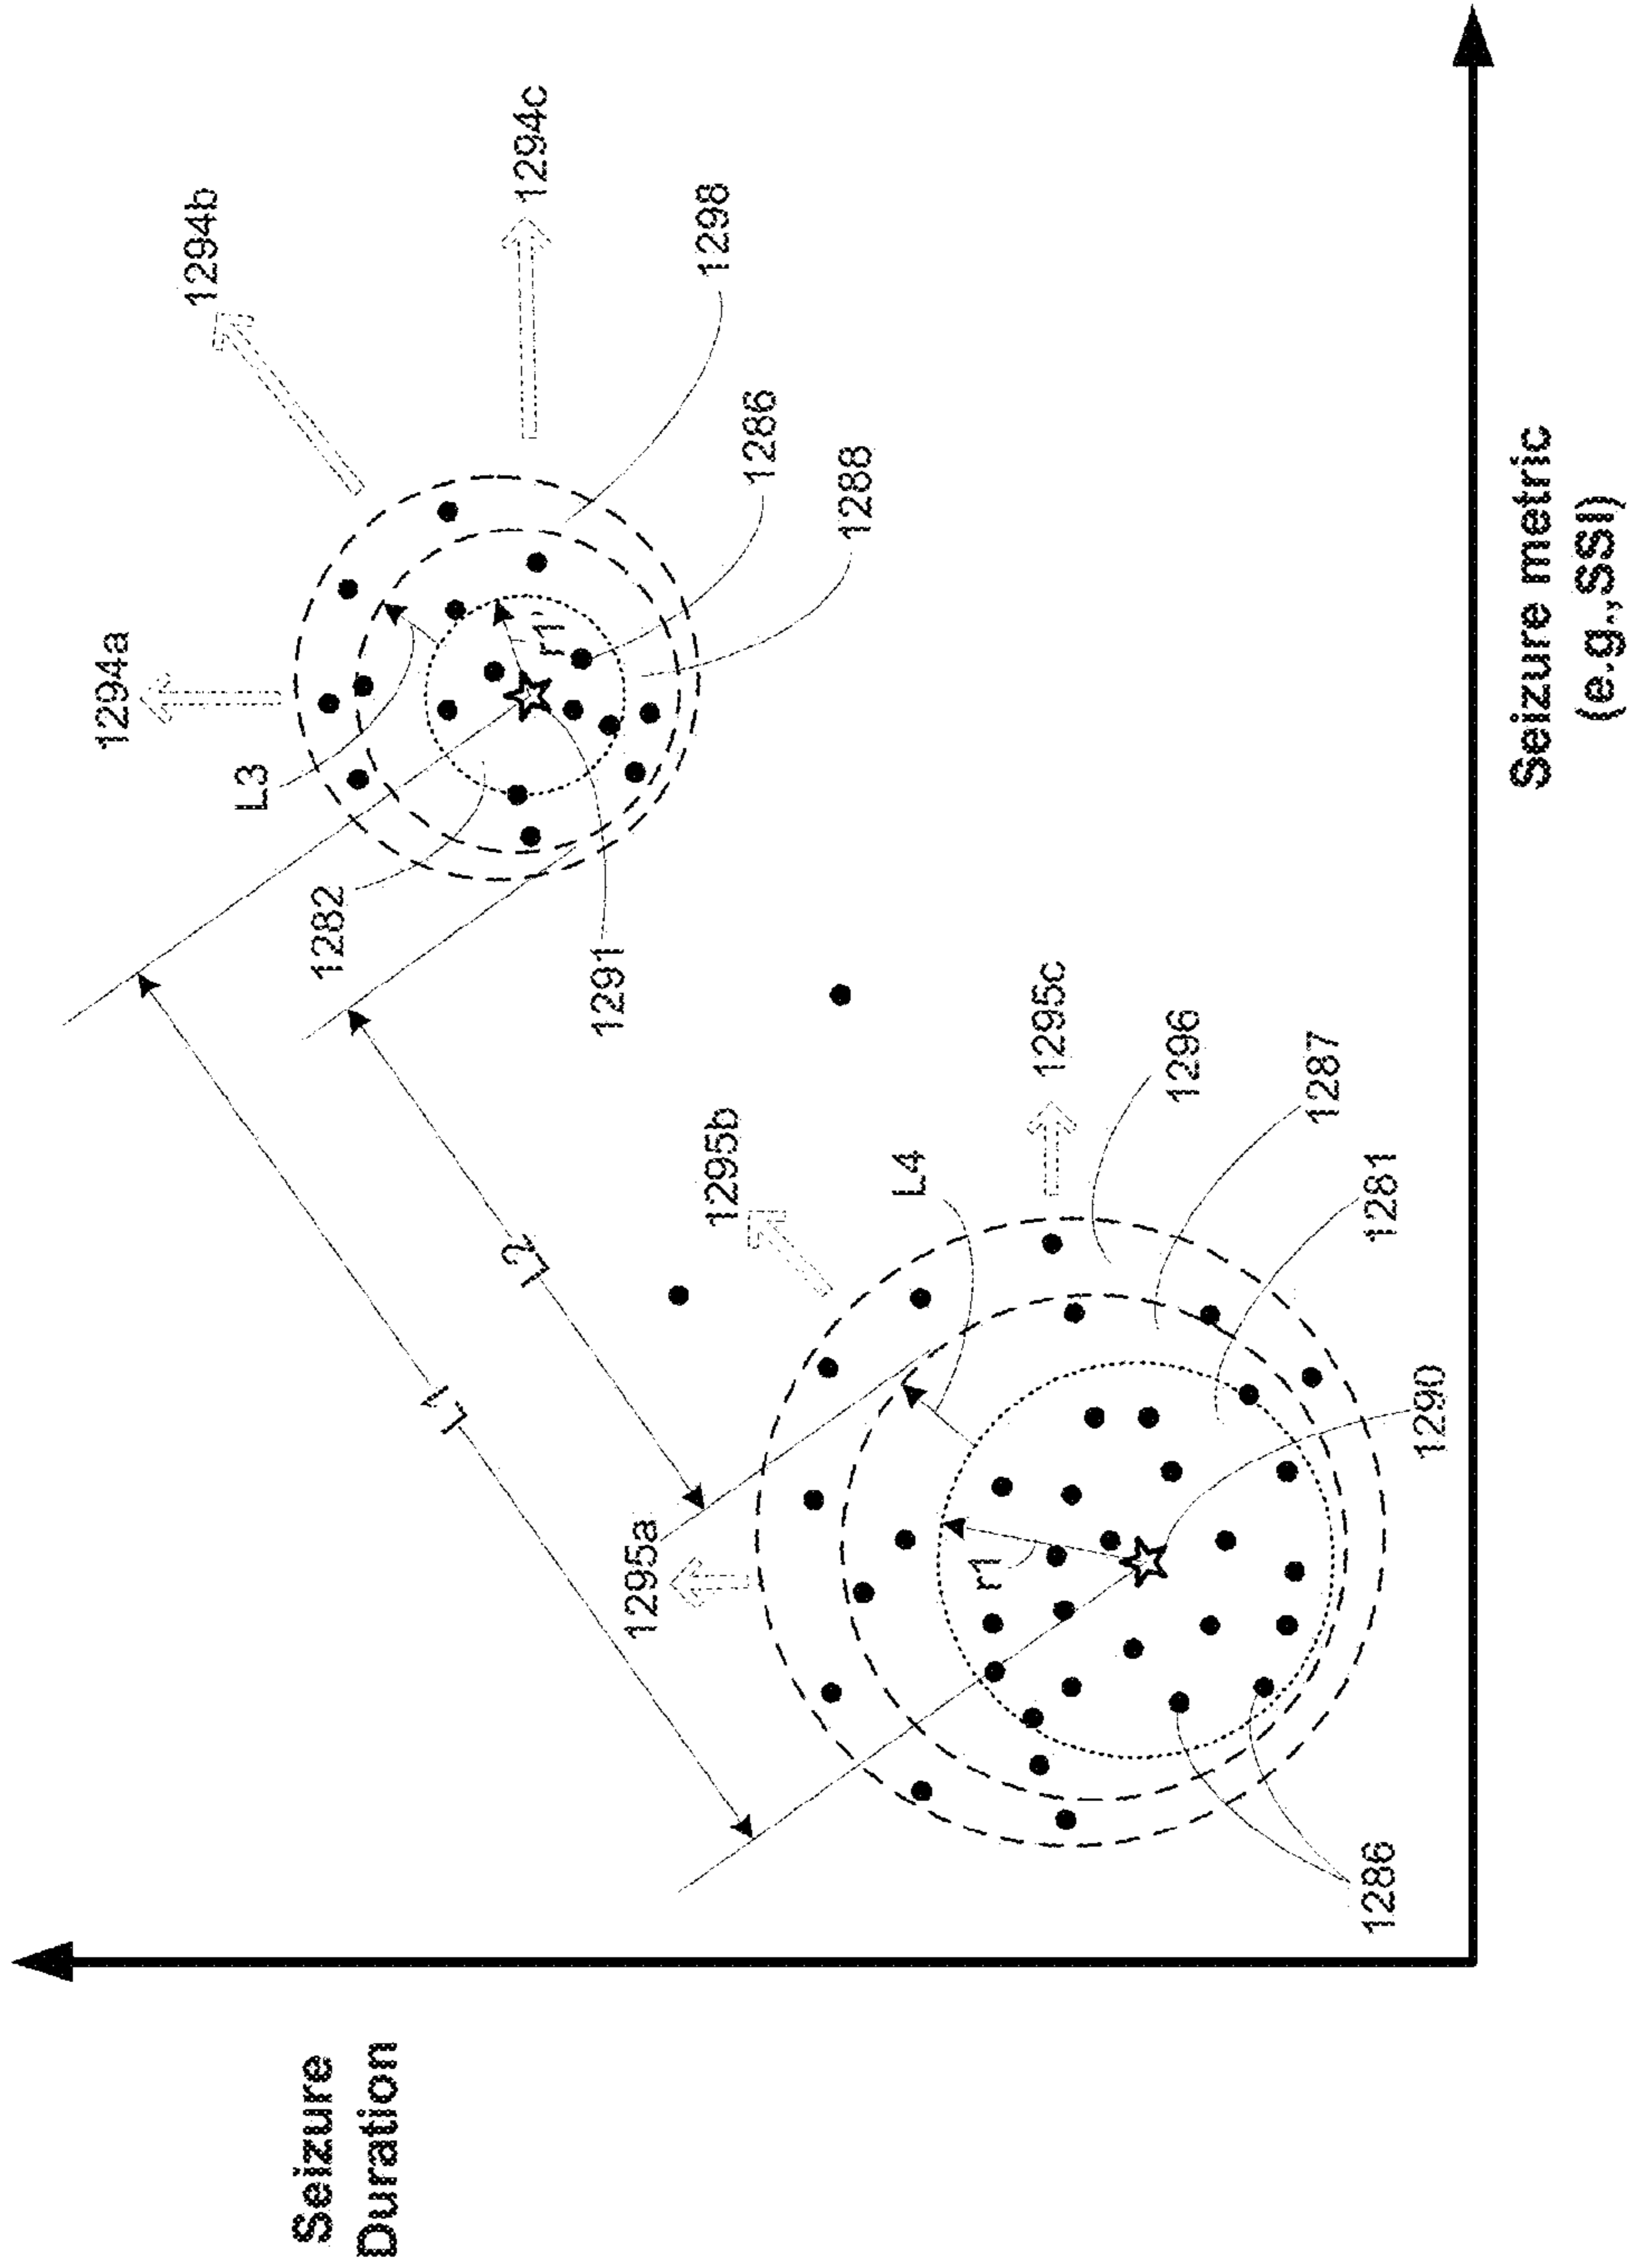 Seizure
Duration
1294a
1294b
1294c
L3
1298
1282
r1'
1286
1288
1291
L1
L2
1295a
1295b
1295c
L4
1296
1287
r1
1281
1290
1286
Seizure metric
(e.g.,SSI)